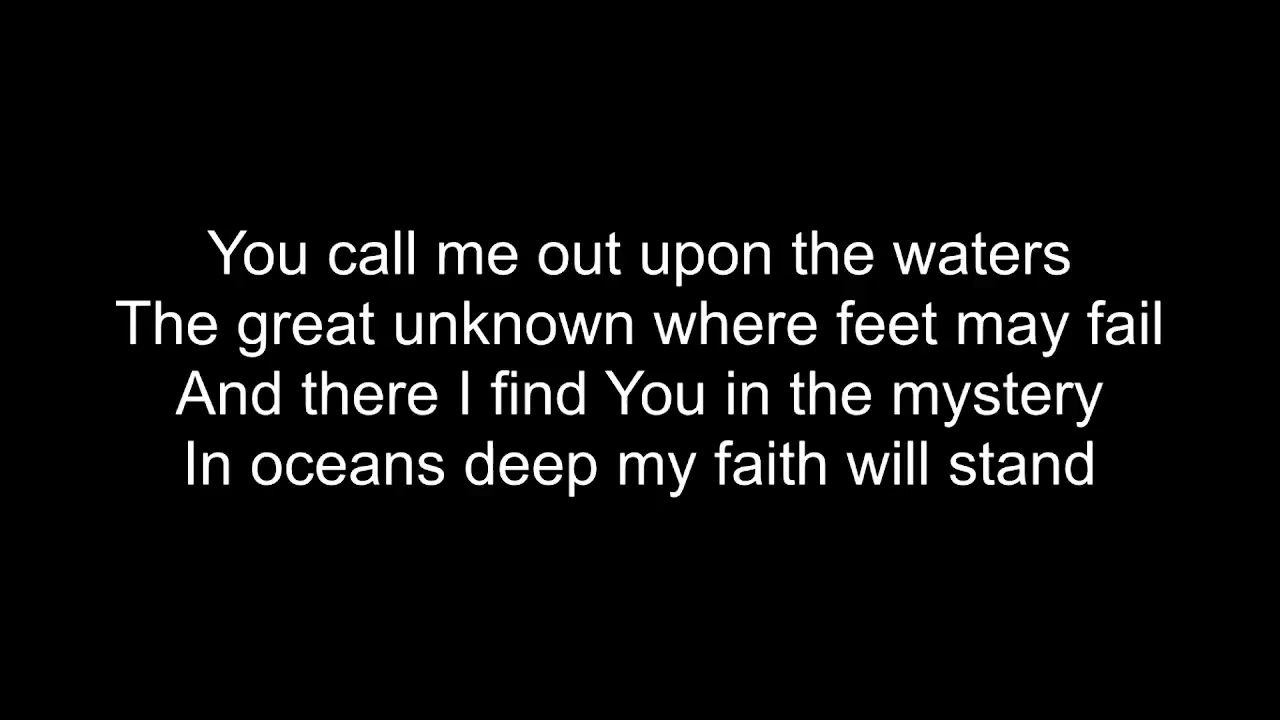 You call me out upon the waters
The great unknown where feet may fail
And there I find You in the mystery
In oceans deep my faith will stand